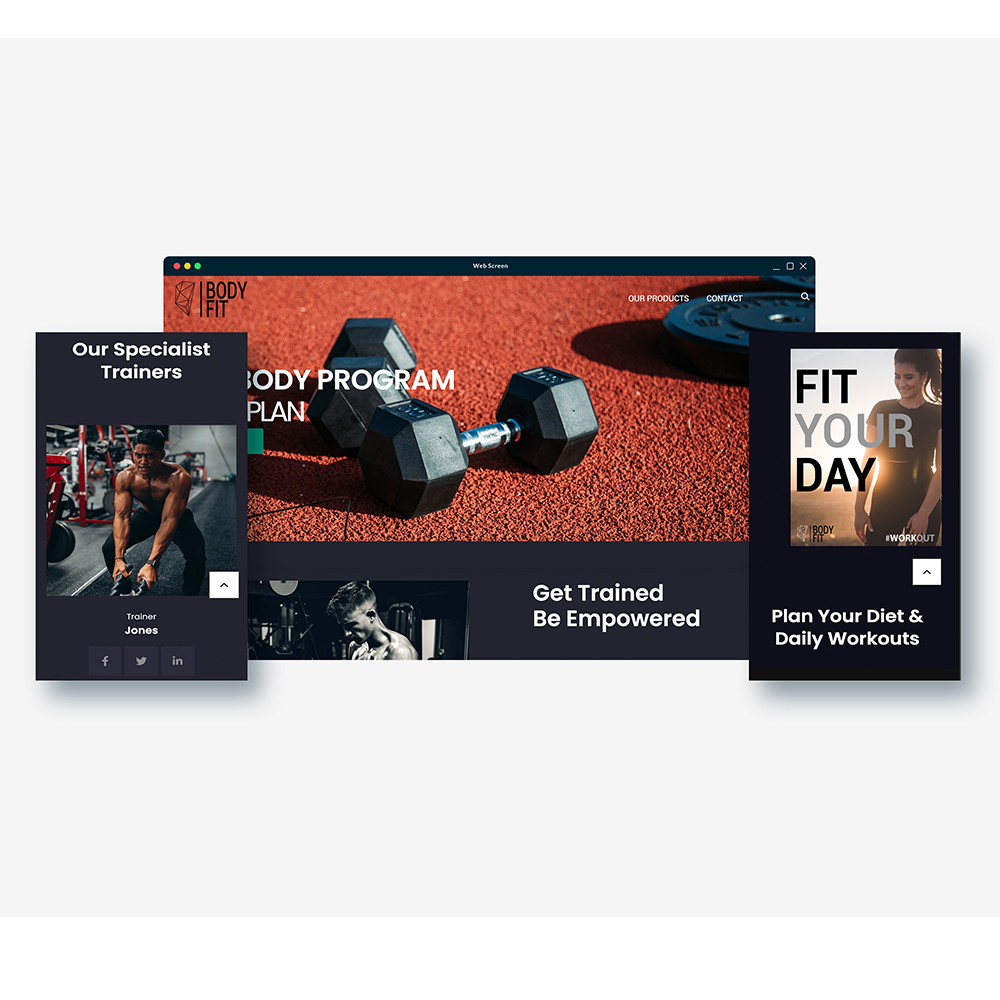 Web Screen
BODY
FIT
OUR PRODUCTS
CONTACT
BODY PROGRAM
PLAN
Get Trained
Be Empowered
Our Specialist
Trainers
Trainer
Jones
FIT
YOUR
DAY
BODY
FIT
#WORKOUT
Plan Your Diet &
Daily Workouts